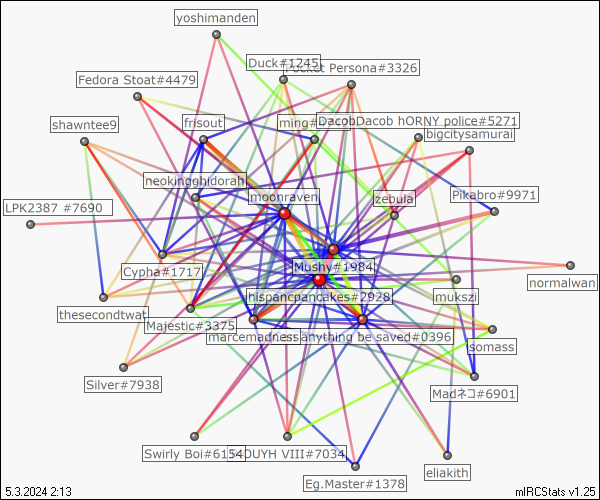 yoshimanden
Duck#1245
Pocket Persona#3326
Fedora Stoat#4479
shawntee9
frisout
ming#
DacobDacob hORNY police#5271
bigcitysamurai
neokingghidorah
moonraven
zebula
Pikabro#9971
LPK2387 #7690
Cypha#1717
Mushy#1984
normalwan
hispancpancakes#2928
mukszi
thesecondtwat
Majestic#3375
marcemadness
anything be saved#0396
isomass
Silver#7938
Madネコ#6901
Swirly Boi#6154
OUYH VIII#7034
eliakith
Eg.Master#1378
5.3.2024 2:13
mIRCStats v1.25